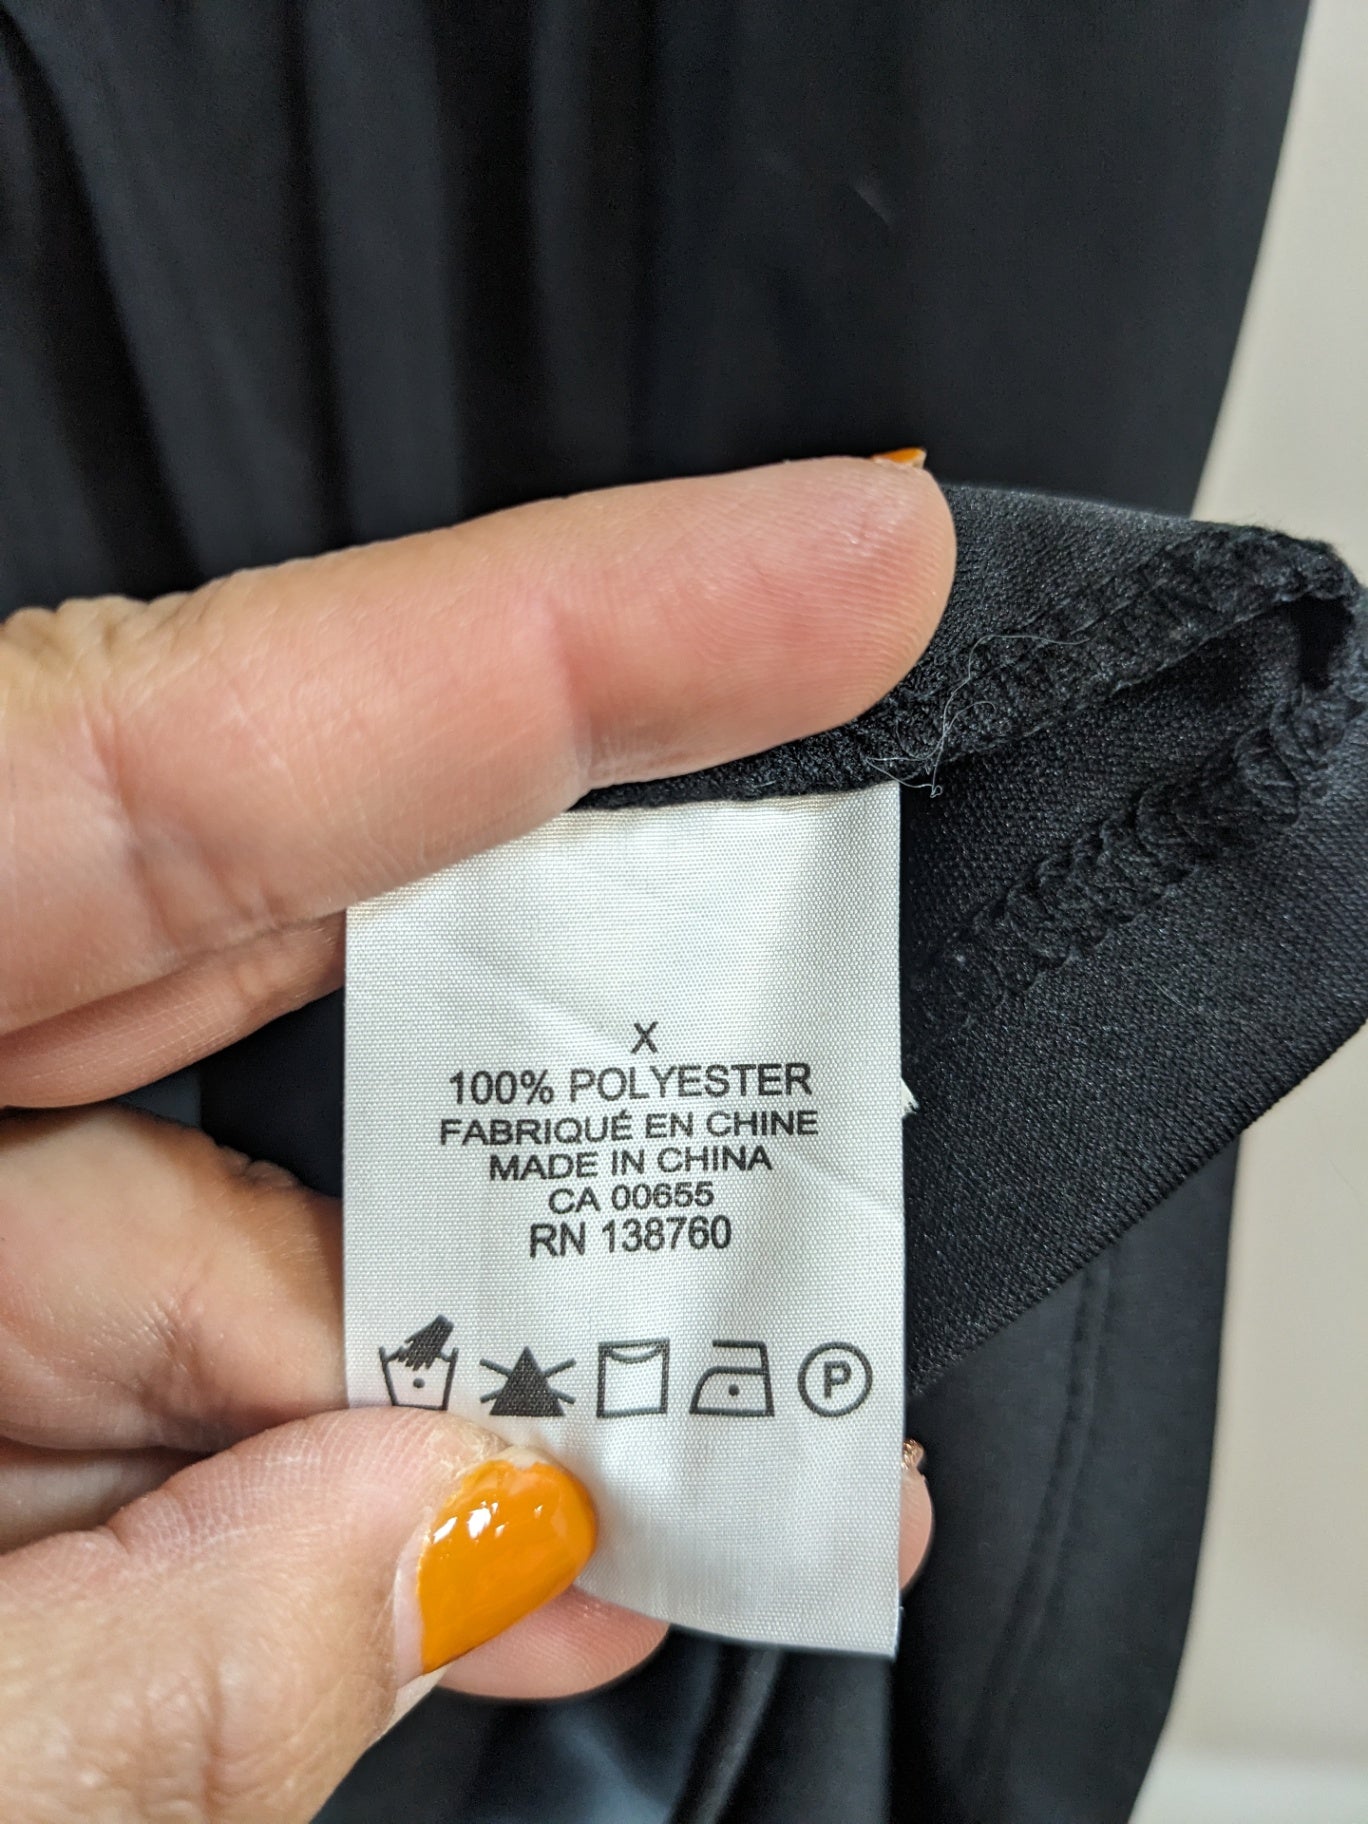 X
100% POLYESTER
FABRIQUÉ EN CHINE
MADE IN CHINA
CA 00655
RN 138760
P